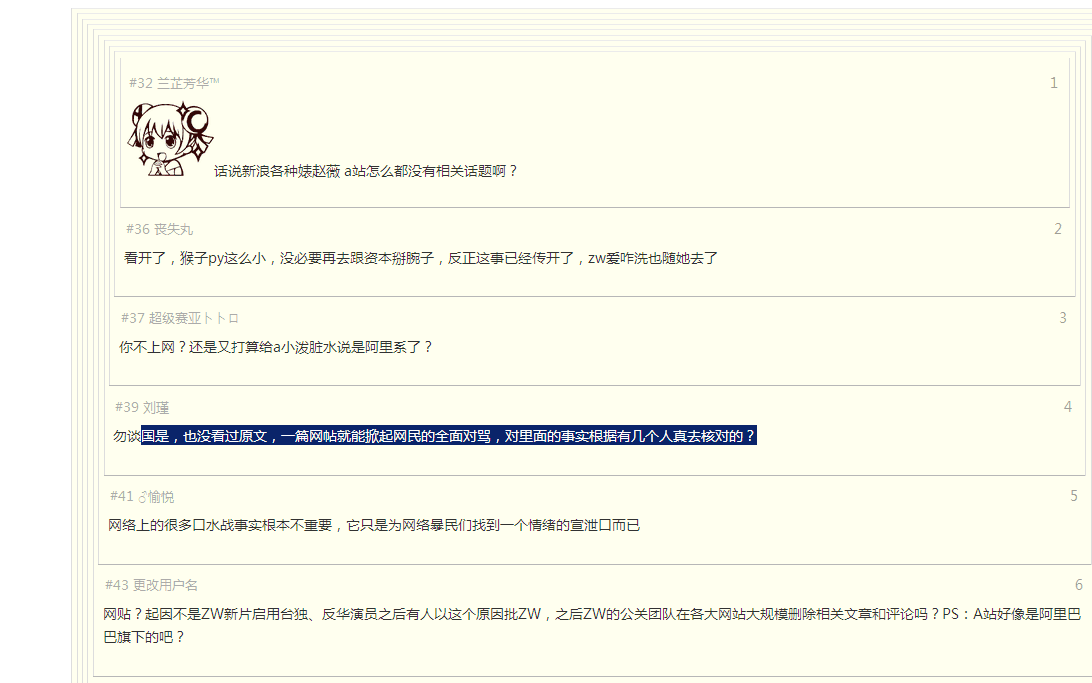 #32 兰芷芳华™ 1
话说新浪各种婊赵薇 a站怎么都没有相关话题啊？
#36 丧失丸 2
看开了，猴子py这么小，没必要再去跟资本掰腕子，反正这事已经传开了，zw爱咋洗也随她去了
#37 超级赛亚卜卜口 3
你不上网？还是又打算给a小泼脏水说是阿里系了？
#39 刘瑾 4
勿谈国是，也没看过原文，一篇网帖就能掀起网民的全面对骂，对里面的事实根据有几个人真去核对的？
#41 愉悦 5
网络上的很多口水战事实根本不重要，它只是为网络暴民们找到一个情绪的宣泄口而已
#43 更改用户名 6
网贴？起因不是ZW新片启用台独、反华演员之后有人以这个原因批ZW，之后ZW的公关团队在各大网站大规模删除相关文章和评论吗？PS：A站好像是阿里巴
巴旗下的吧？